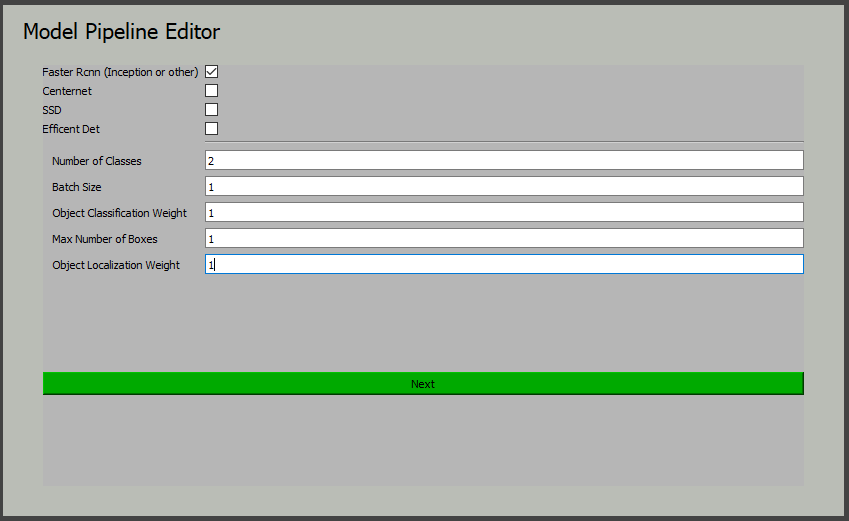 Model Pipeline Editor
Faster Rcnn (Inception or other)
Centernet
SSD
Efficent Det
Number of Classes 2
Batch Size 1
Object Classification Weight 1
Max Number of Boxes 1
Object Localization Weight 1
Next